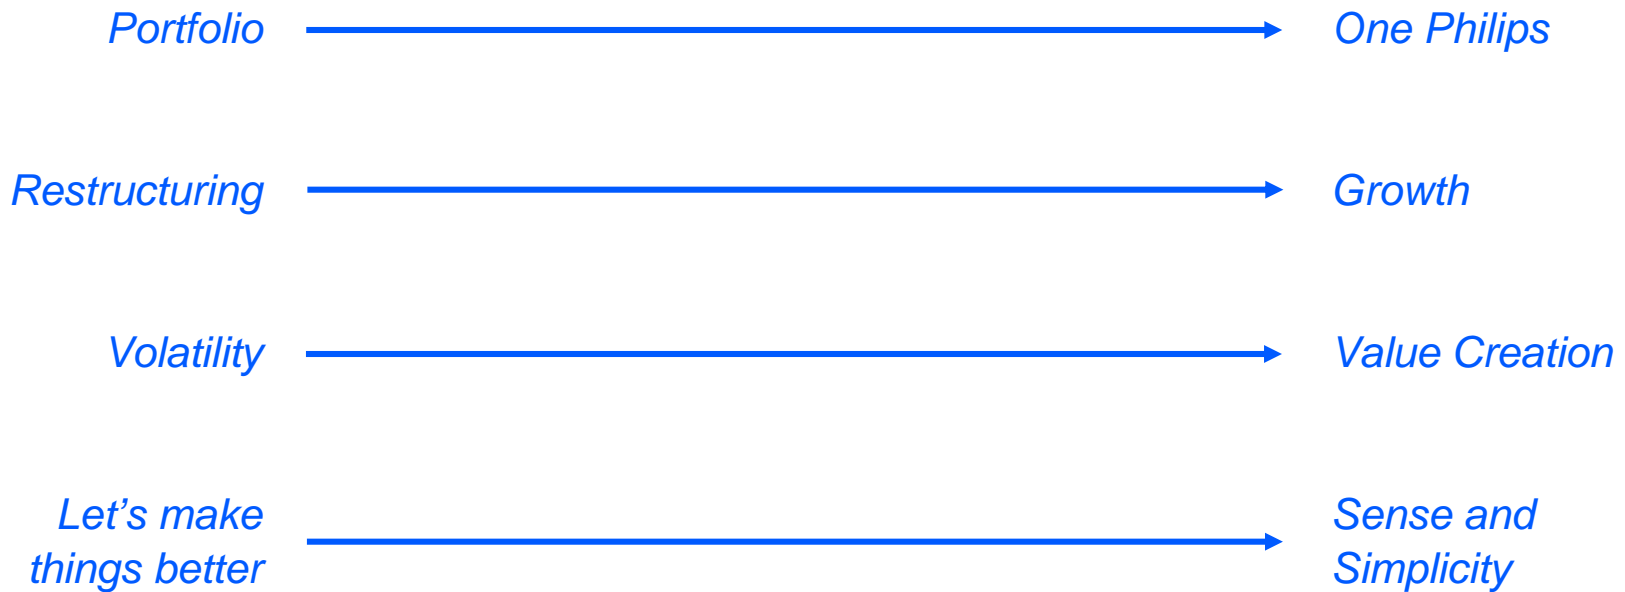 Portfolio
One Philips
Restructuring
Growth
Volatility
Value Creation
Let’s make
things better
Sense and
Simplicity